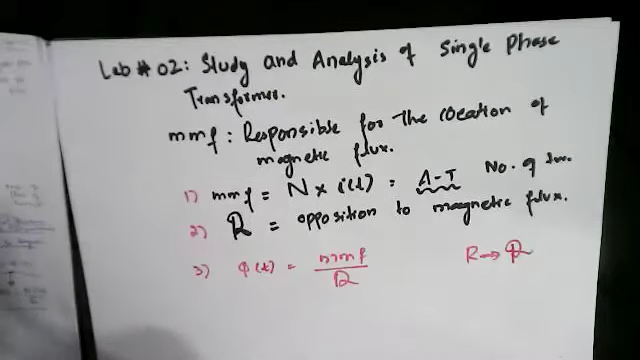 Lab # 02: Study and Analysis of Single Phase
Transformer.
mmf: Responsible for the creation of
magnetic flux.
1) mmf = N x i(t) = A-T No. of
2) R = opposition to magnetic flux.
3) φ(t) = mmf / R R → R